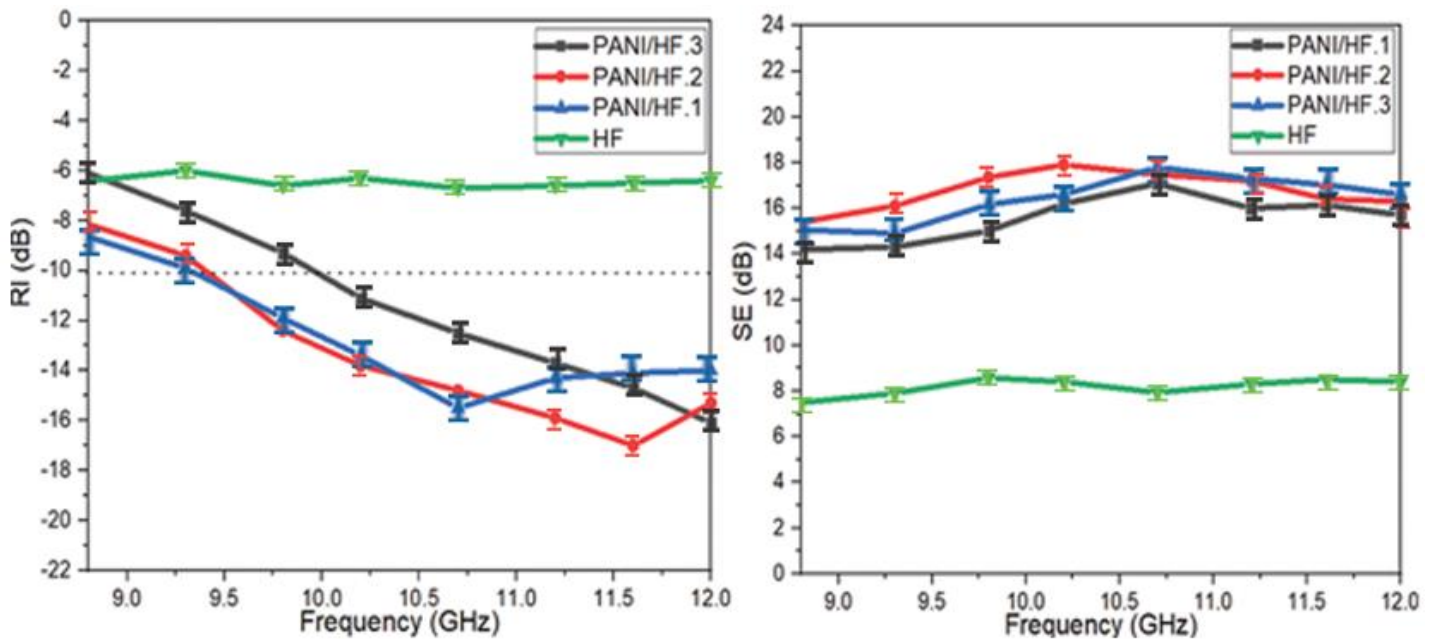 0
-2
-4
-6
-8
-10
-12
-14
-16
-18
-20
-22
RI (dB)
PANI/HF.3
PANI/HF.2
PANI/HF.1
HF
9.0 9.5 10.0 10.5 11.0 11.5 12.0
Frequency (GHz)
24
22
20
18
16
14
12
10
8
6
4
2
0
SE (dB)
PANI/HF.1
PANI/HF.2
PANI/HF.3
HF
9.0 9.5 10.0 10.5 11.0 11.5 12.0
Frequency (GHz)